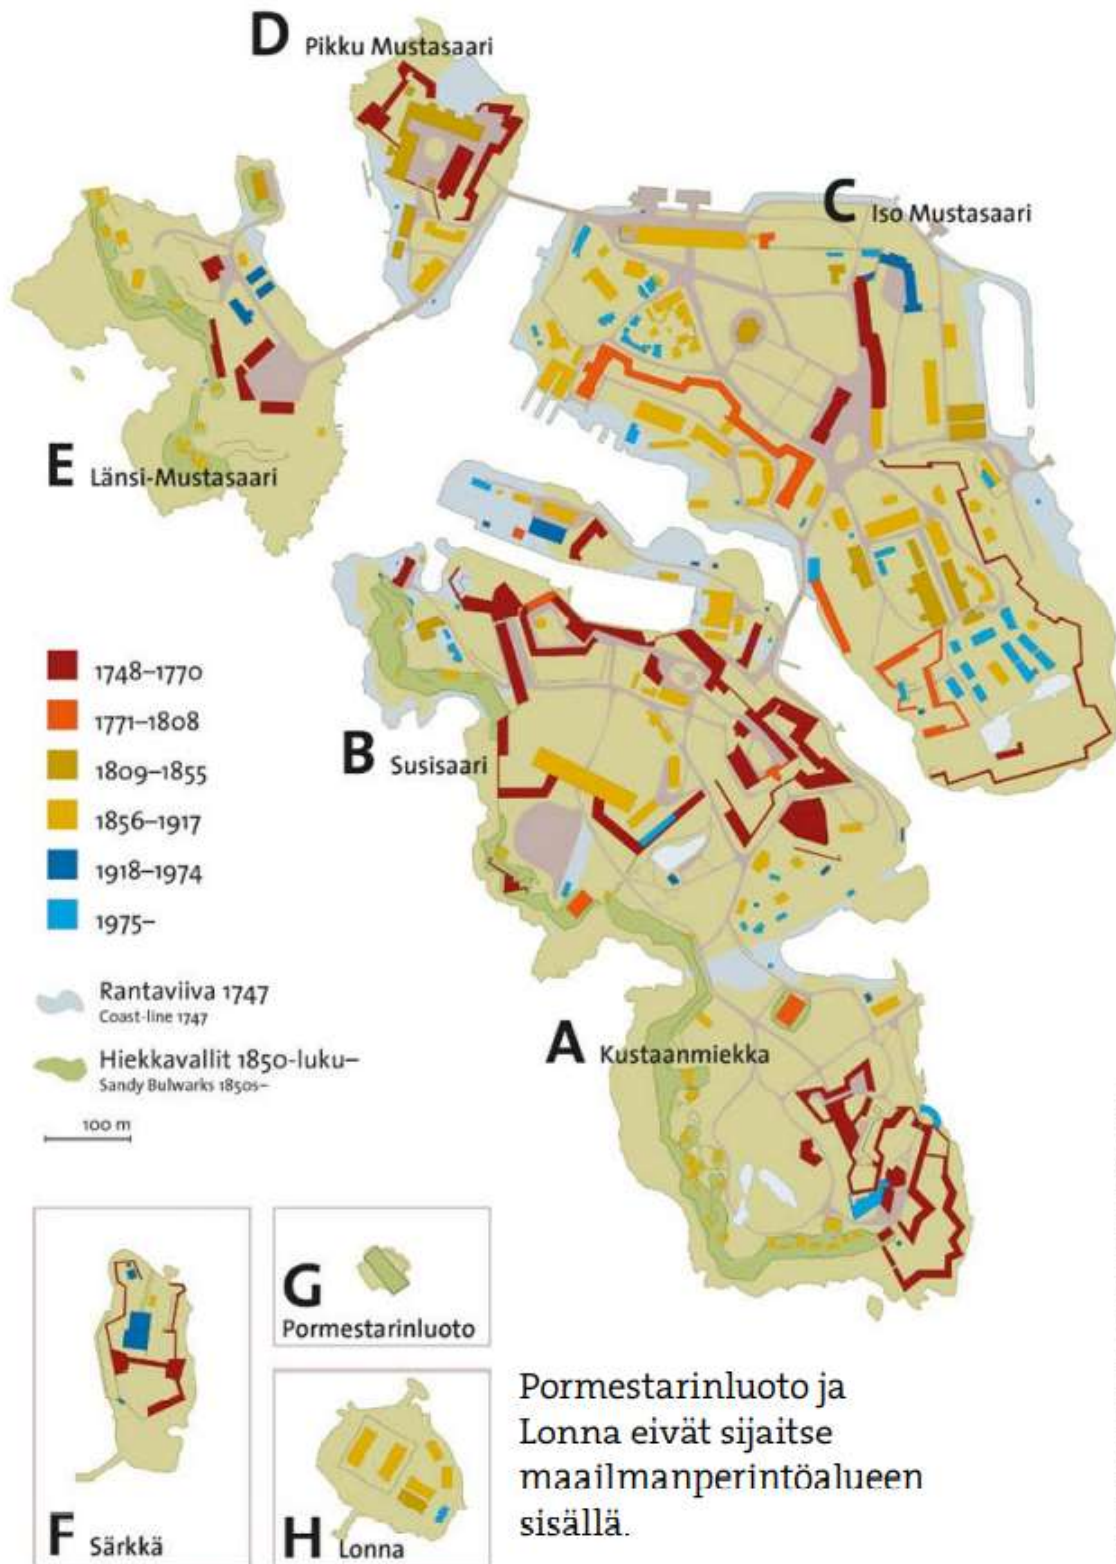 D Pikku Mustasaari
C Iso Mustasaari
E Länsi-Mustasaari
1748–1770
1771–1808
1809–1855
1856–1917
1918–1974
1975–
B Susisaari
Rantaviiva 1747
Coast-line 1747
Hiekkavallit 1850-luku–
Sandy Bulwarks 1850s–
100 m
A Kustaanmiekka
F Särkkä
G
Pormestarinluoto
H Lonna
Pormestarinluoto ja
Lonna eivät sijaitse
maailmanperintöalueen
sisällä.